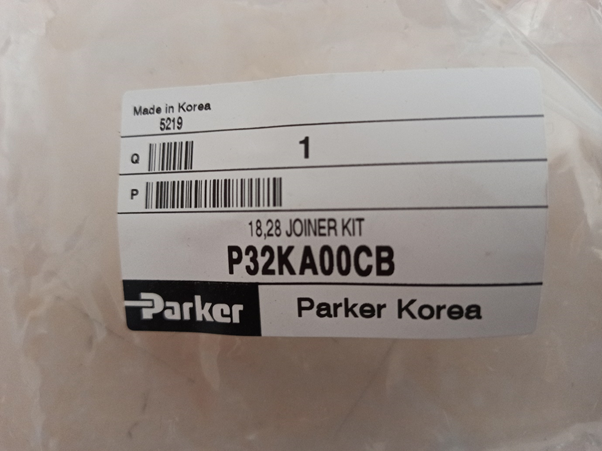 Made in Korea
5219
Q 1
P
18,28 JOINER KIT
P32KA00CB
Parker Parker Korea